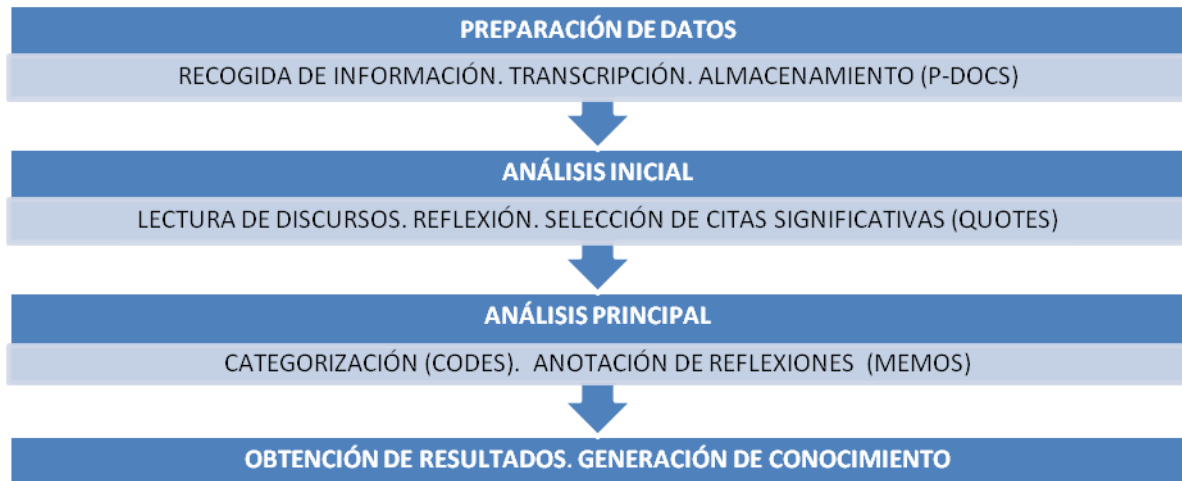 PREPARACIÓN DE DATOS
RECOGIDA DE INFORMACIÓN. TRANSCRIPCIÓN. ALMACENAMIENTO (P-DOCS)
ANÁLISIS INICIAL
LECTURA DE DISCURSOS. REFLEXIÓN. SELECCIÓN DE CITAS SIGNIFICATIVAS (QUOTES)
ANÁLISIS PRINCIPAL
CATEGORIZACIÓN (CODES). ANOTACIÓN DE REFLEXIONES (MEMOS)
OBTENCIÓN DE RESULTADOS. GENERACIÓN DE CONOCIMIENTO